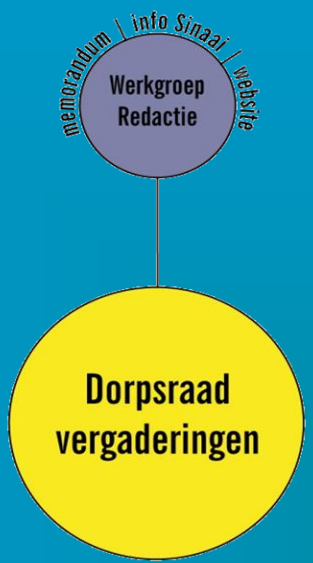 memorandum | info Sinaai | website
Werkgroep
Redactie
Dorpsraad
vergaderingen